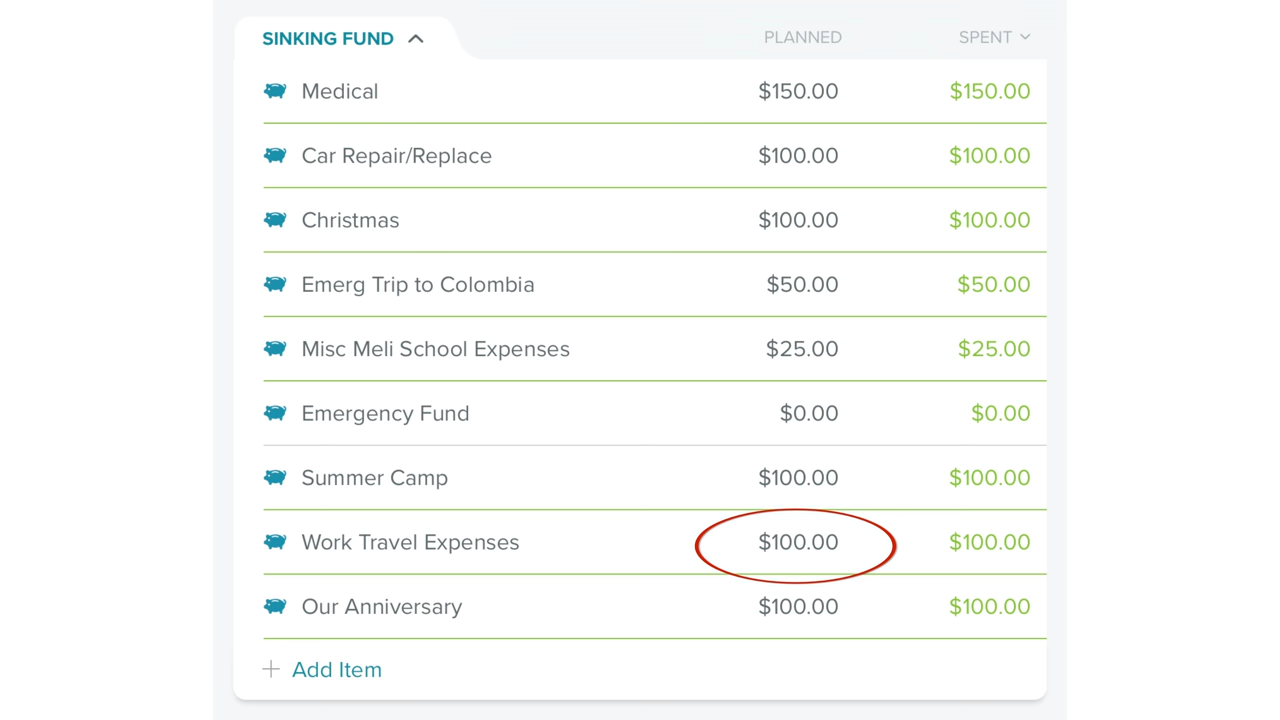 SINKING FUND PLANNED SPENT
Medical $150.00 $150.00
Car Repair/Replace $100.00 $100.00
Christmas $100.00 $100.00
Emerg Trip to Colombia $50.00 $50.00
Misc Meli School Expenses $25.00 $25.00
Emergency Fund $0.00 $0.00
Summer Camp $100.00 $100.00
Work Travel Expenses $100.00 $100.00
Our Anniversary $100.00 $100.00
+ Add Item